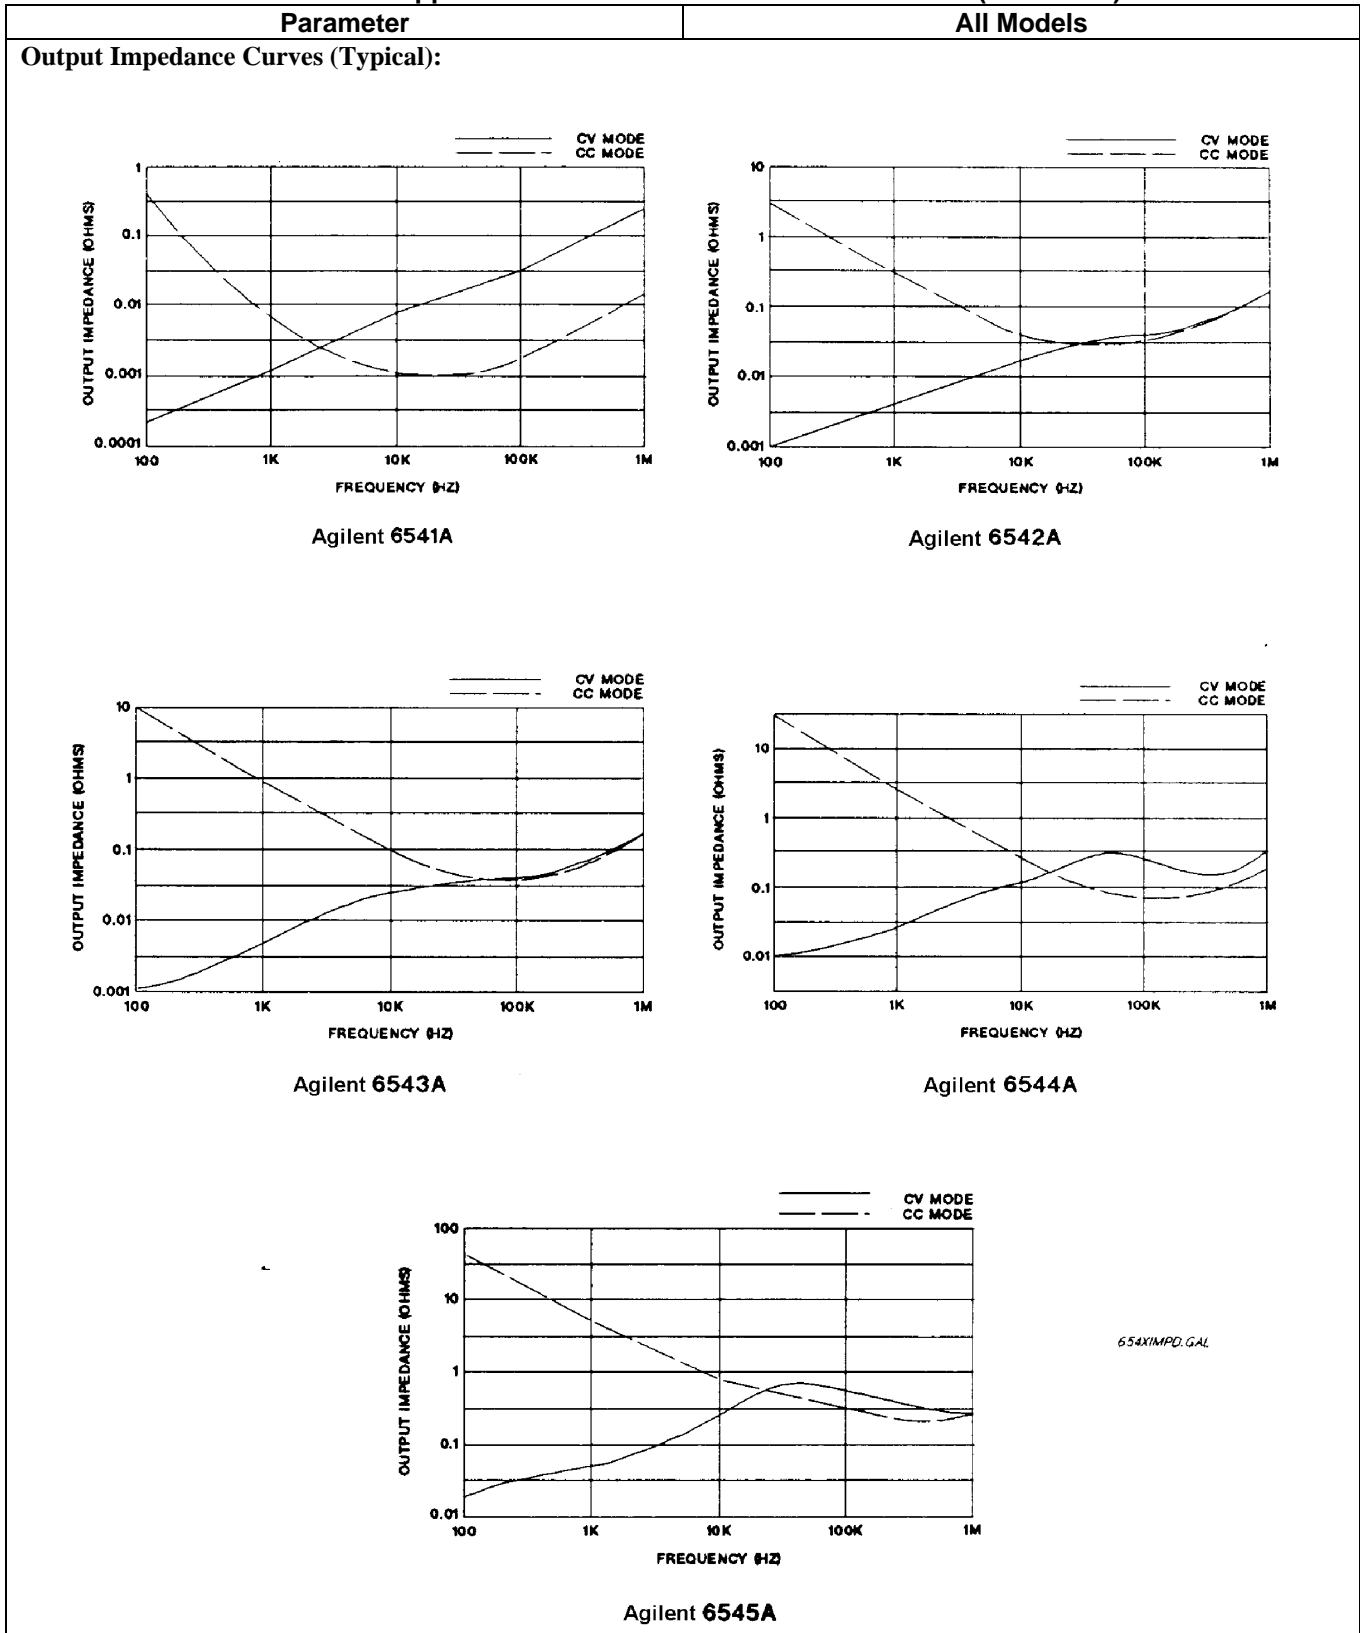 Parameter All Models
Output Impedance Curves (Typical):
CV MODE
CC MODE
1
0.1
0.01
0.001
0.0001
OUTPUT IMPEDANCE (OHMS)
100 1K 10K 100K 1M
FREQUENCY (HZ)
Agilent 6541A
CV MODE
CC MODE
10
1
0.1
0.01
0.001
OUTPUT IMPEDANCE (OHMS)
100 1K 10K 100K 1M
FREQUENCY (HZ)
Agilent 6542A
CV MODE
CC MODE
10
1
0.1
0.01
0.001
OUTPUT IMPEDANCE (OHMS)
100 1K 10K 100K 1M
FREQUENCY (HZ)
Agilent 6543A
CV MODE
CC MODE
10
1
0.1
0.01
OUTPUT IMPEDANCE (OHMS)
100 1K 10K 100K 1M
FREQUENCY (HZ)
Agilent 6544A
CV MODE
CC MODE
100
10
1
0.1
0.01
OUTPUT IMPEDANCE (OHMS)
100 1K 10K 100K 1M
FREQUENCY (HZ)
654XIMPD.GAL
Agilent 6545A